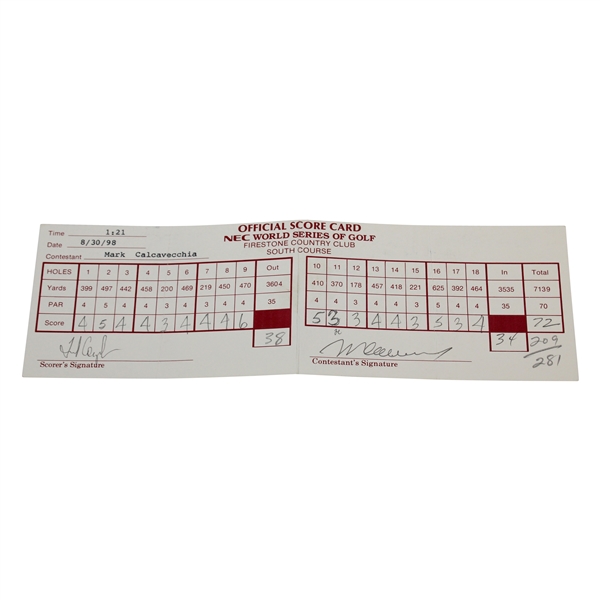 OFFICIAL SCORE CARD
NEC WORLD SERIES OF GOLF
FIRESTONE COUNTRY CLUB
SOUTH COURSE
Time 1:21
Date 8/30/98
Contestant Mark Calcavecchia
HOLES 1 2 3 4 5 6 7 8 9 Out
Yards 399 497 442 458 200 469 219 450 470 3604
PAR 4 5 4 4 3 4 3 4 4 35
Score 4 5 4 4 3 4 4 4 6
38
Scorer's Signature
10 11 12 13 14 15 16 17 18 In Total
410 370 178 457 418 221 625 392 464 3535 7139
4 4 3 4 4 3 5 4 4 35 70
5 3 3 4 4 4 5 3 4 72
34 209
281
Contestant's Signature